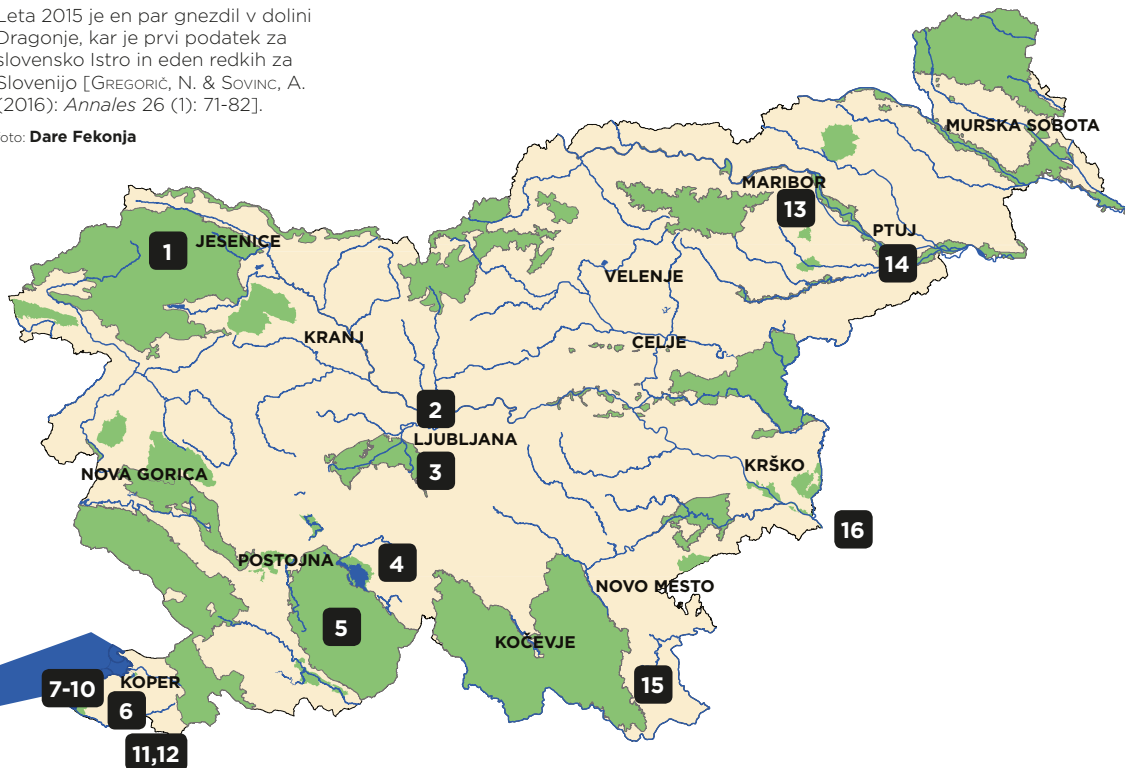 Leta 2015 je en par gnezdil v dolini
Dragonje, kar je prvi podatek za
slovensko Istro in eden redkih za
Slovenijo [Gregorič, N. & Sovinc, A.
(2016): Annales 26 (1): 71-82].
foto: Dare Fekonja
MURSKA SOBOTA
MARIBOR
13
PTUJ
14
1
JESENICE
VELENJE
KRANJ
CELJE
2
LJUBLJANA
3
NOVA GORICA
KRŠKO
16
POSTOJNA
4
NOVO MESTO
5
KOČEVJE
7-10
KOPER
6
15
11,12